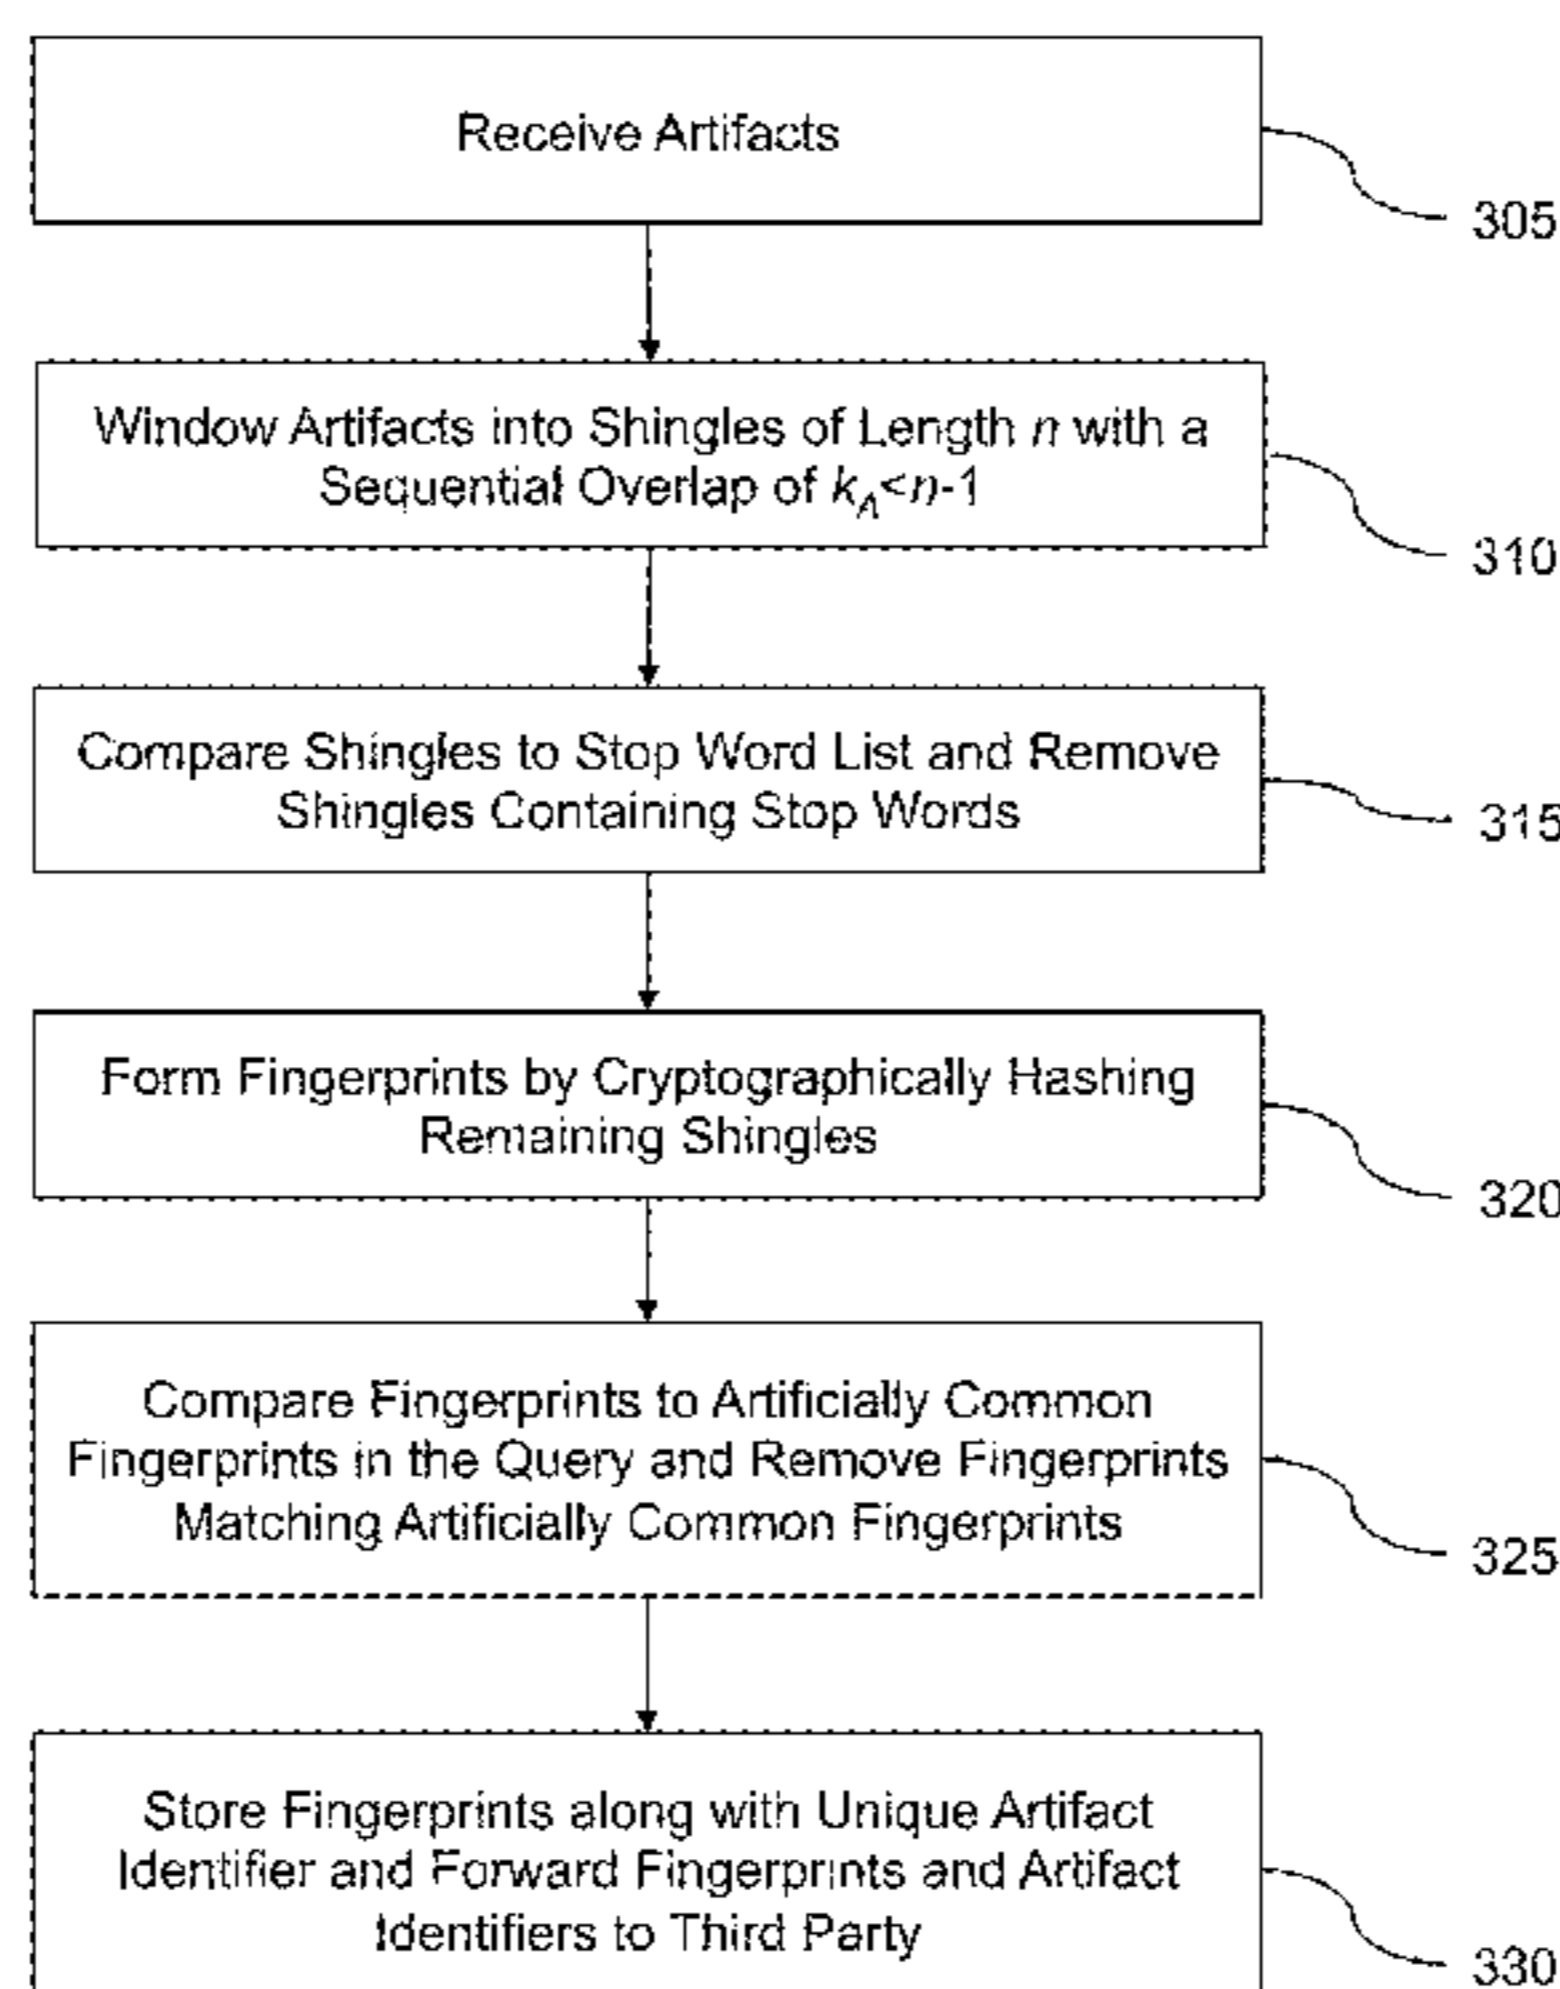 Receive Artifacts
305
Window Artifacts into Shingles of Length n with a
Sequential Overlap of k_A<n-1
310
Compare Shingles to Stop Word List and Remove
Shingles Containing Stop Words
315
Form Fingerprints by Cryptographically Hashing
Remaining Shingles
320
Compare Fingerprints to Artificially Common
Fingerprints in the Query and Remove Fingerprints
Matching Artificially Common Fingerprints
325
Store Fingerprints along with Unique Artifact
Identifier and Forward Fingerprints and Artifact
Identifiers to Third Party
330